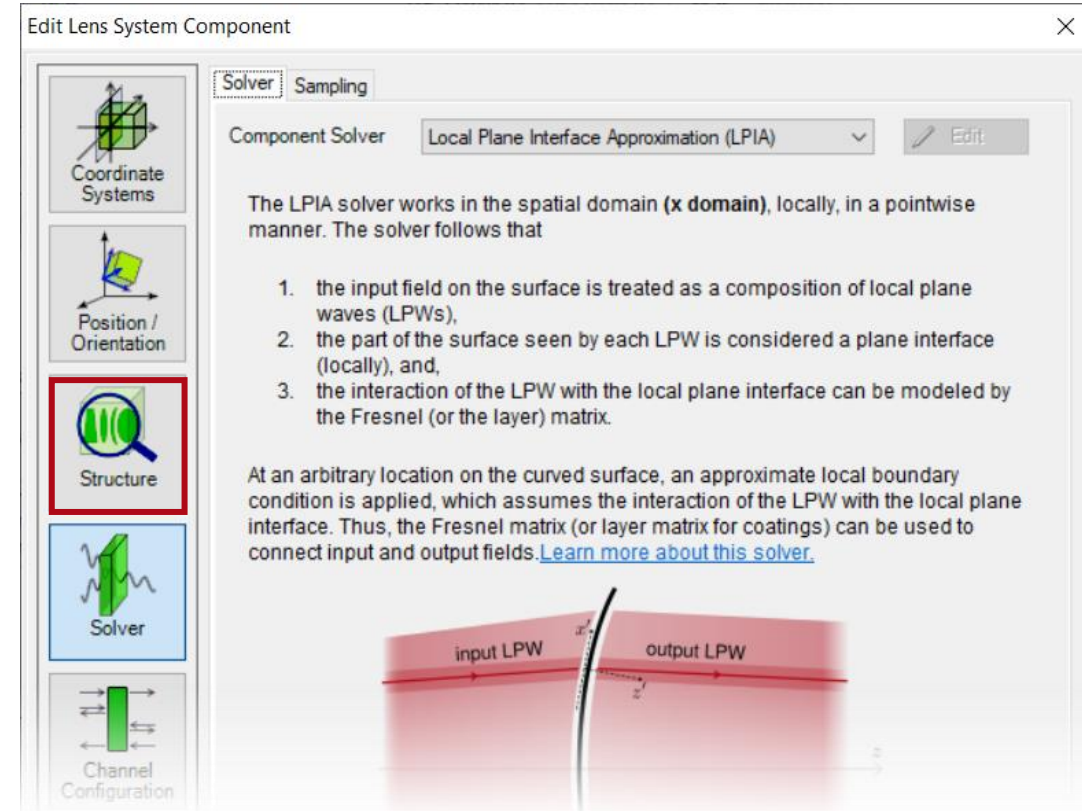 Edit Lens System Component
Coordinate
Systems
Position /
Orientation
Structure
Solver
Channel
Configuration
Solver
Sampling
Component Solver
Local Plane Interface Approximation (LPIA)
Edit
The LPIA solver works in the spatial domain (x domain), locally, in a pointwise
manner. The solver follows that
1. the input field on the surface is treated as a composition of local plane
waves (LPWs),
2. the part of the surface seen by each LPW is considered a plane interface
(locally), and,
3. the interaction of the LPW with the local plane interface can be modeled by
the Fresnel (or the layer) matrix.
At an arbitrary location on the curved surface, an approximate local boundary
condition is applied, which assumes the interaction of the LPW with the local plane
interface. Thus, the Fresnel matrix (or layer matrix for coatings) can be used to
connect input and output fields.Learn more about this solver.
input LPW
x′
output LPW
z′
z